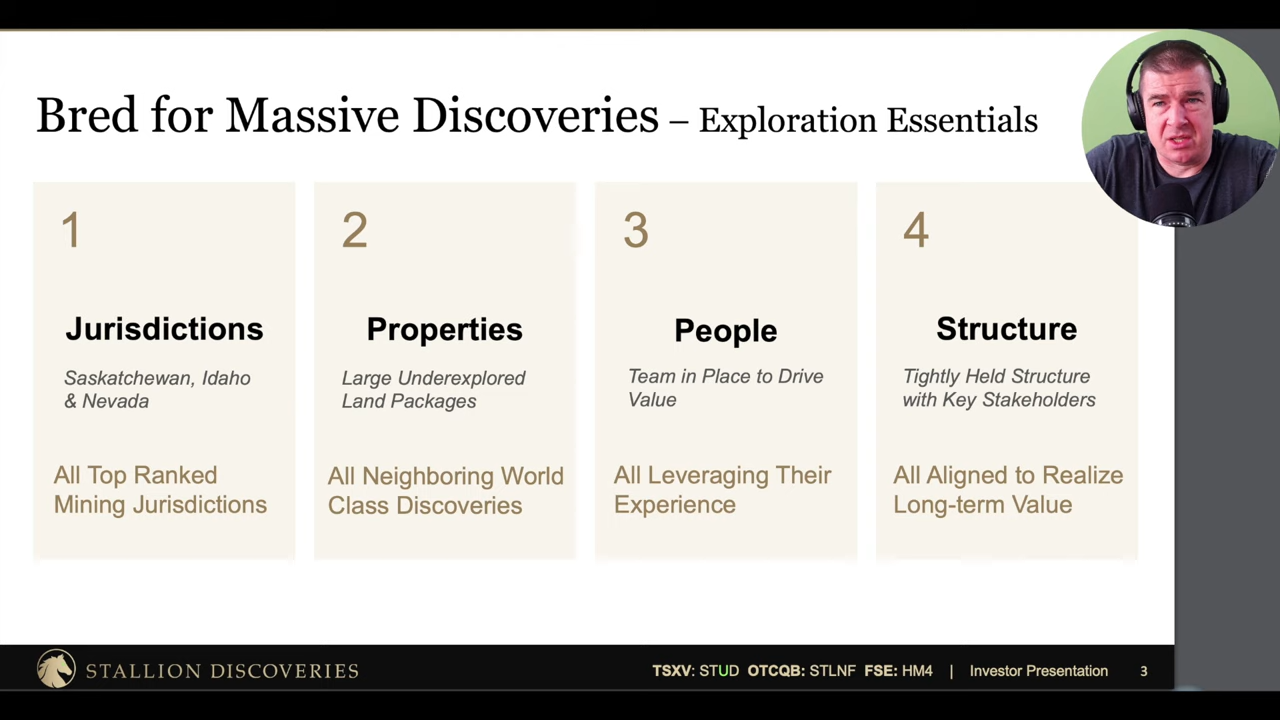 Bred for Massive Discoveries – Exploration Essentials
1
Jurisdictions
Saskatchewan, Idaho
& Nevada
All Top Ranked
Mining Jurisdictions
2
Properties
Large Underexplored
Land Packages
All Neighboring World
Class Discoveries
3
People
Team in Place to Drive
Value
All Leveraging Their
Experience
4
Structure
Tightly Held Structure
with Key Stakeholders
All Aligned to Realize
Long-term Value
STALLION DISCOVERIES
TSXV: STUD OTCQB: STLNF FSE: HM4 | Investor Presentation 3